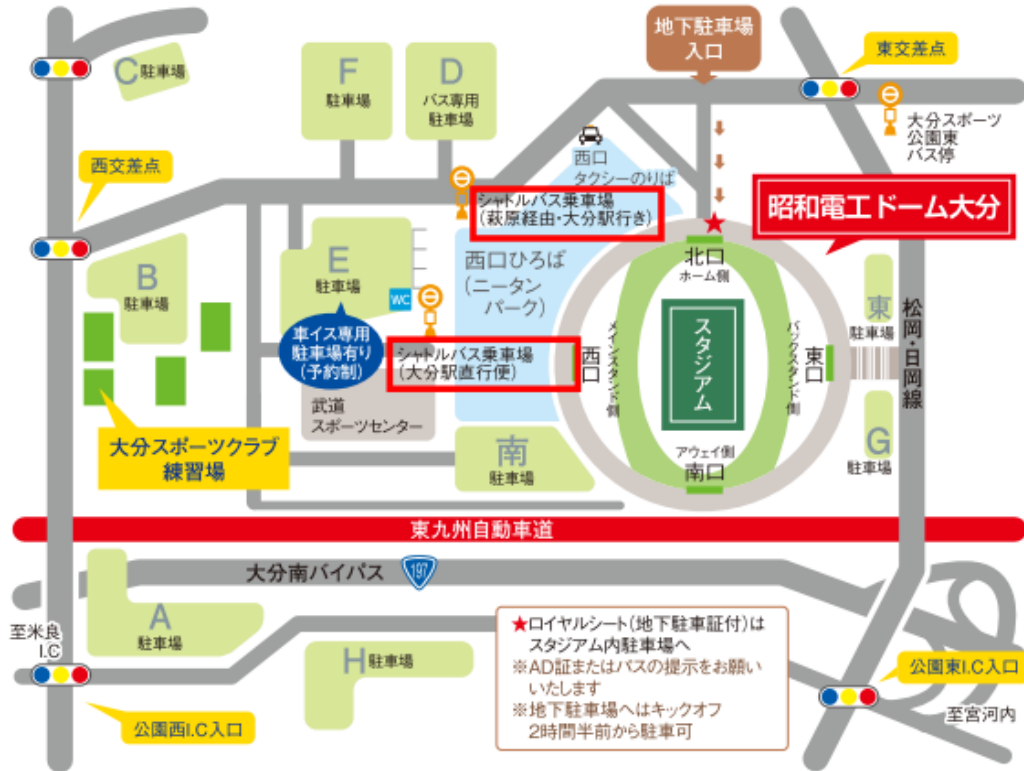 地下駐車場
入口
東交差点
C駐車場
F
駐車場
D
バス専用
駐車場
大分スポーツ
公園東
バス停
西口
タクシーのりば
西交差点
シャトルバス乗車場
(萩原経由・大分駅行き)
昭和電工ドーム大分
北口
ホーム側
西口ひろば
(ニータン
パーク)
E
駐車場
WC
B
駐車場
車イス専用
駐車場有り
(予約制)
シャトルバス乗車場
(大分駅直行便)
西口
メインスタンド側
スタジアム
バックスタンド側
東口
東
駐車場
松岡・日岡線
武道
スポーツセンター
大分スポーツクラブ
練習場
南
駐車場
アウェイ側
南口
G
駐車場
東九州自動車道
大分南バイパス
197
A
駐車場
至米良
I.C
H駐車場
★ロイヤルシート(地下駐車証付)は
スタジアム内駐車場へ
※AD証またはパスの提示をお願い
いたします
※地下駐車場へはキックオフ
2時間半前から駐車可
公園東I.C入口
至宮河内
公園西I.C入口